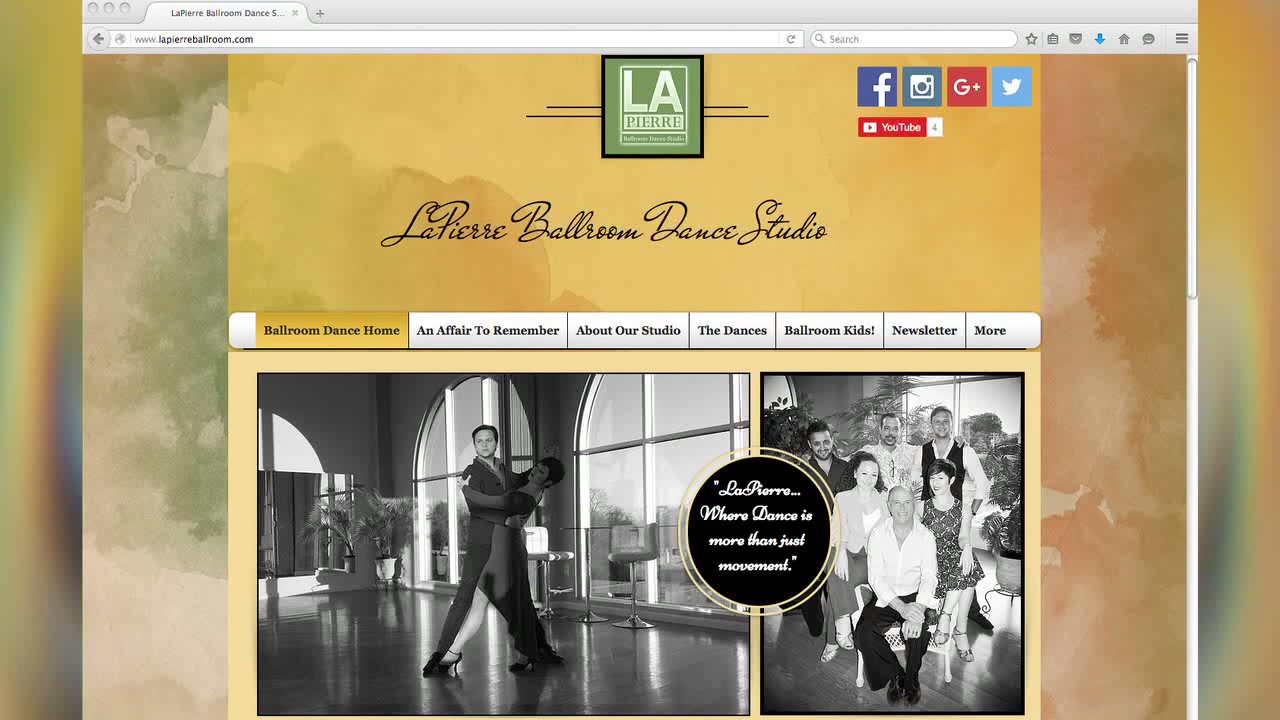 LaPierre Ballroom Dance S...
www.lapierreballroom.com
Search
LA
PIERRE
Ballroom Dance Studio
G+
YouTube 4
LaPierre Ballroom Dance Studio
Ballroom Dance Home An Affair To Remember About Our Studio The Dances Ballroom Kids! Newsletter More
"LaPierre...
Where Dance is
more than just
movement."